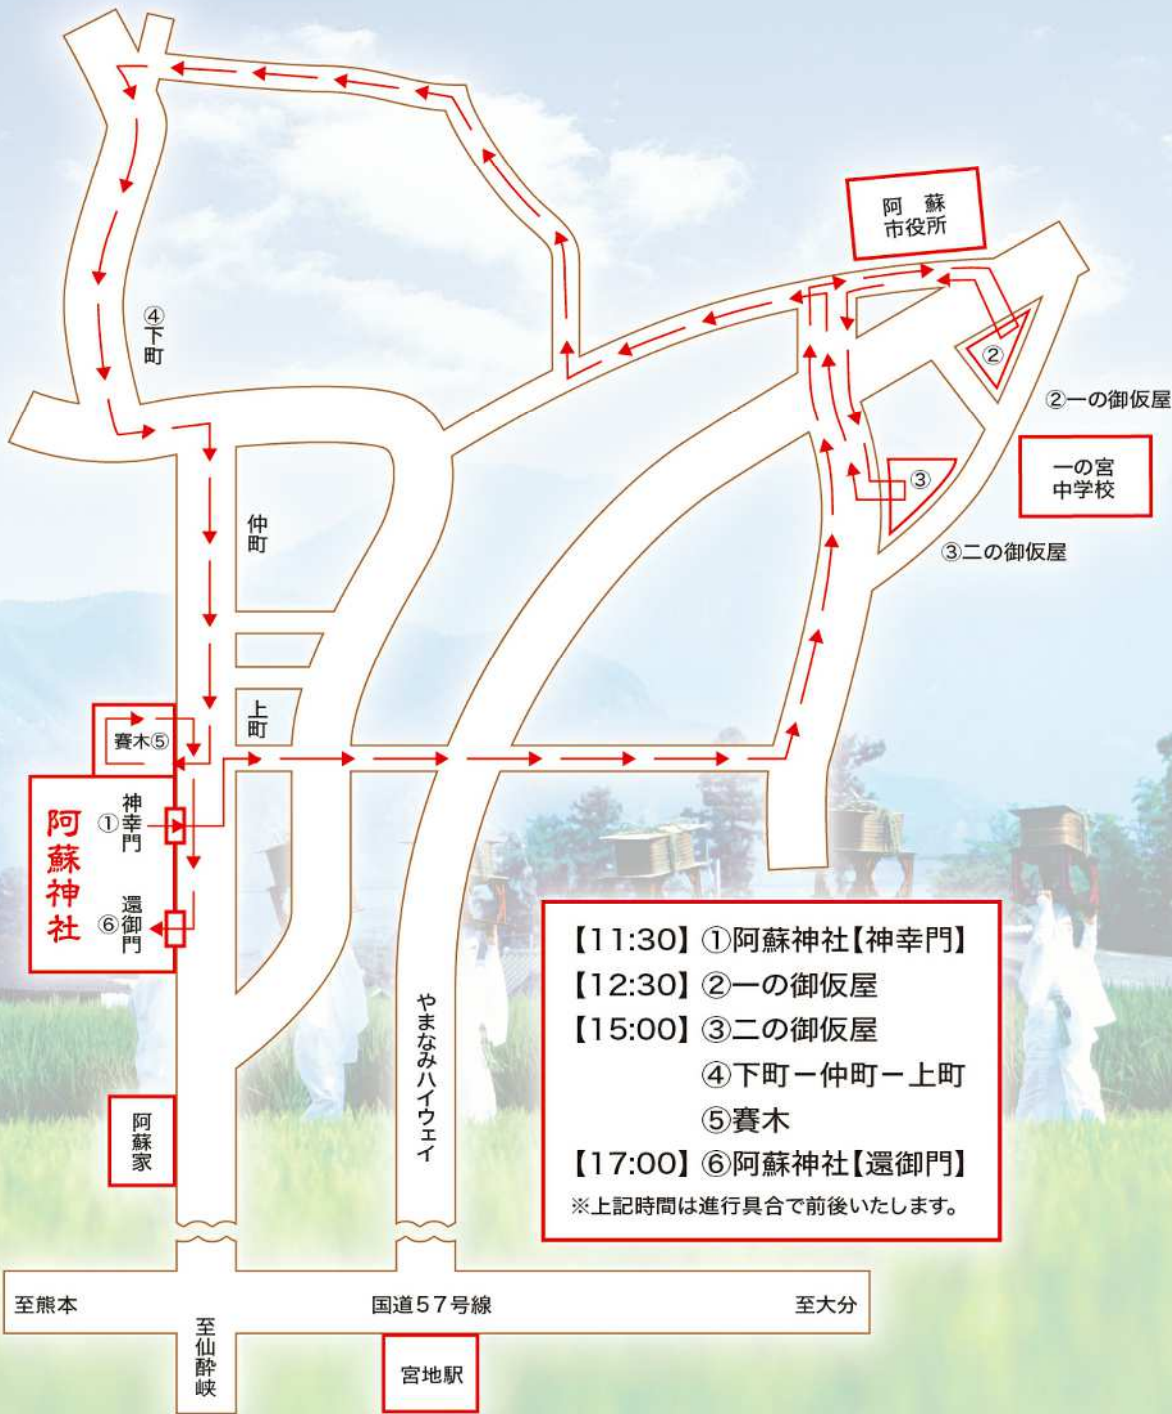 阿　蘇
市役所
④下町
②
②一の御仮屋
一の宮
中学校
③
③二の御仮屋
仲町
上町
賽木⑤
阿蘇神社
①神幸門
⑥還御門
阿蘇家
やまなみハイウェイ
【11:30】①阿蘇神社【神幸門】
【12:30】②一の御仮屋
【15:00】③二の御仮屋
④下町－仲町－上町
⑤賽木
【17:00】⑥阿蘇神社【還御門】
※上記時間は進行具合で前後いたします。
至熊本
国道57号線
至大分
至仙酔峡
宮地駅